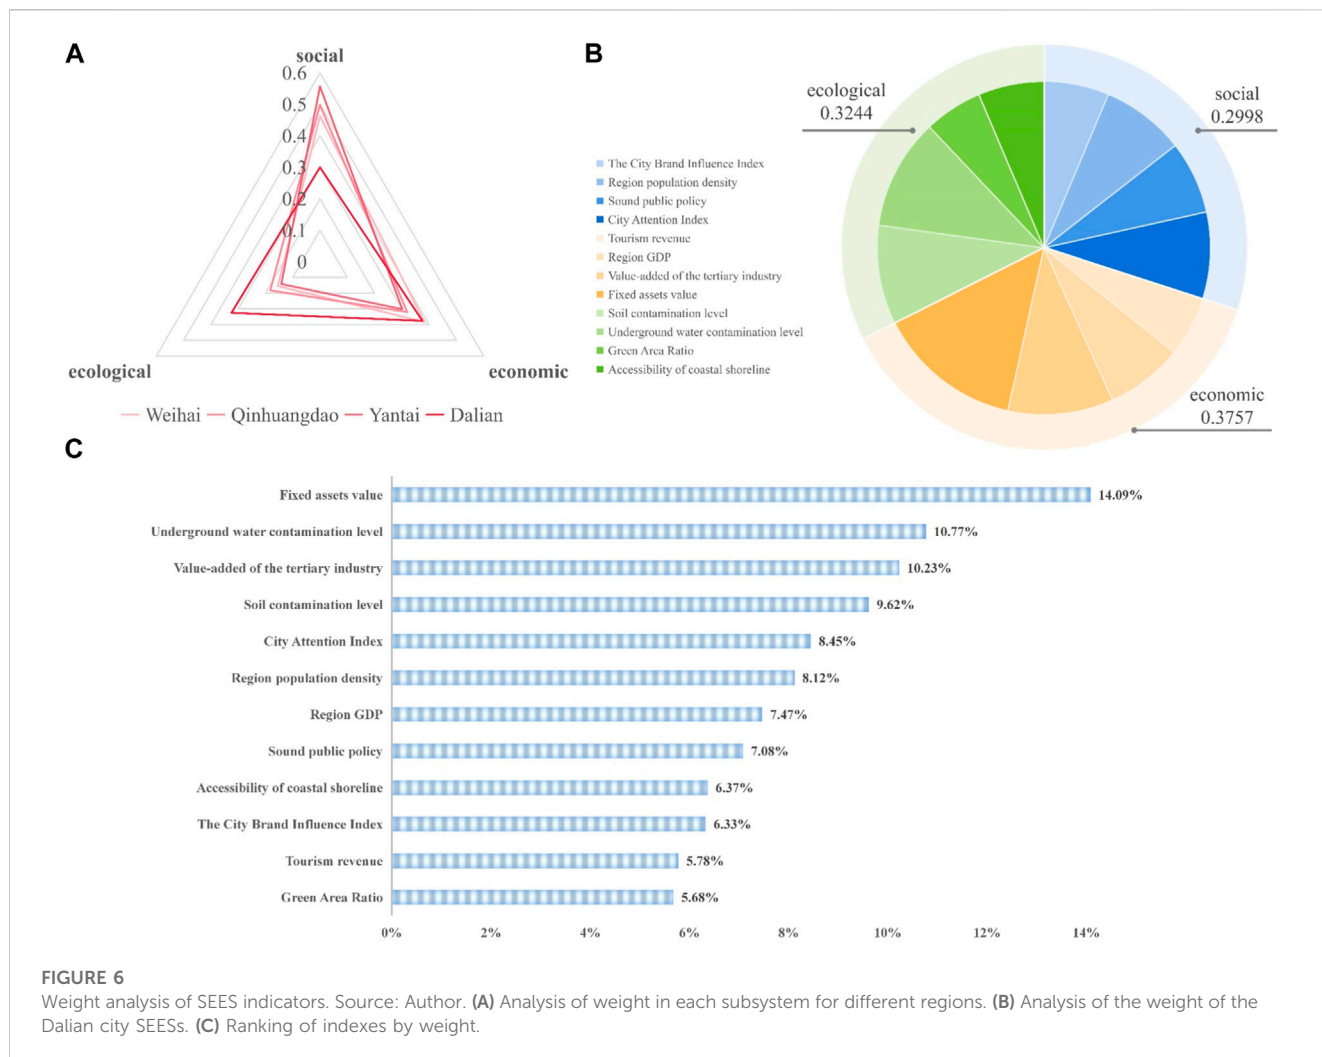 A
social
0.6
0.5
0.4
0.3
0.2
0.1
0
ecological
economic
Weihai
Qinhuangdao
Yantai
Dalian
B
ecological
0.3244
social
0.2998
economic
0.3757
The City Brand Influence Index
Region population density
Sound public policy
City Attention Index
Tourism revenue
Region GDP
Value-added of the tertiary industry
Fixed assets value
Soil contamination level
Underground water contamination level
Green Area Ratio
Accessibility of coastal shoreline
C
Fixed assets value 14.09%
Underground water contamination level 10.77%
Value-added of the tertiary industry 10.23%
Soil contamination level 9.62%
City Attention Index 8.45%
Region population density 8.12%
Region GDP 7.47%
Sound public policy 7.08%
Accessibility of coastal shoreline 6.37%
The City Brand Influence Index 6.33%
Tourism revenue 5.78%
Green Area Ratio 5.68%
0% 2% 4% 6% 8% 10% 12% 14%
FIGURE 6
Weight analysis of SEES indicators. Source: Author. (A) Analysis of weight in each subsystem for different regions. (B) Analysis of the weight of the
Dalian city SEESs. (C) Ranking of indexes by weight.